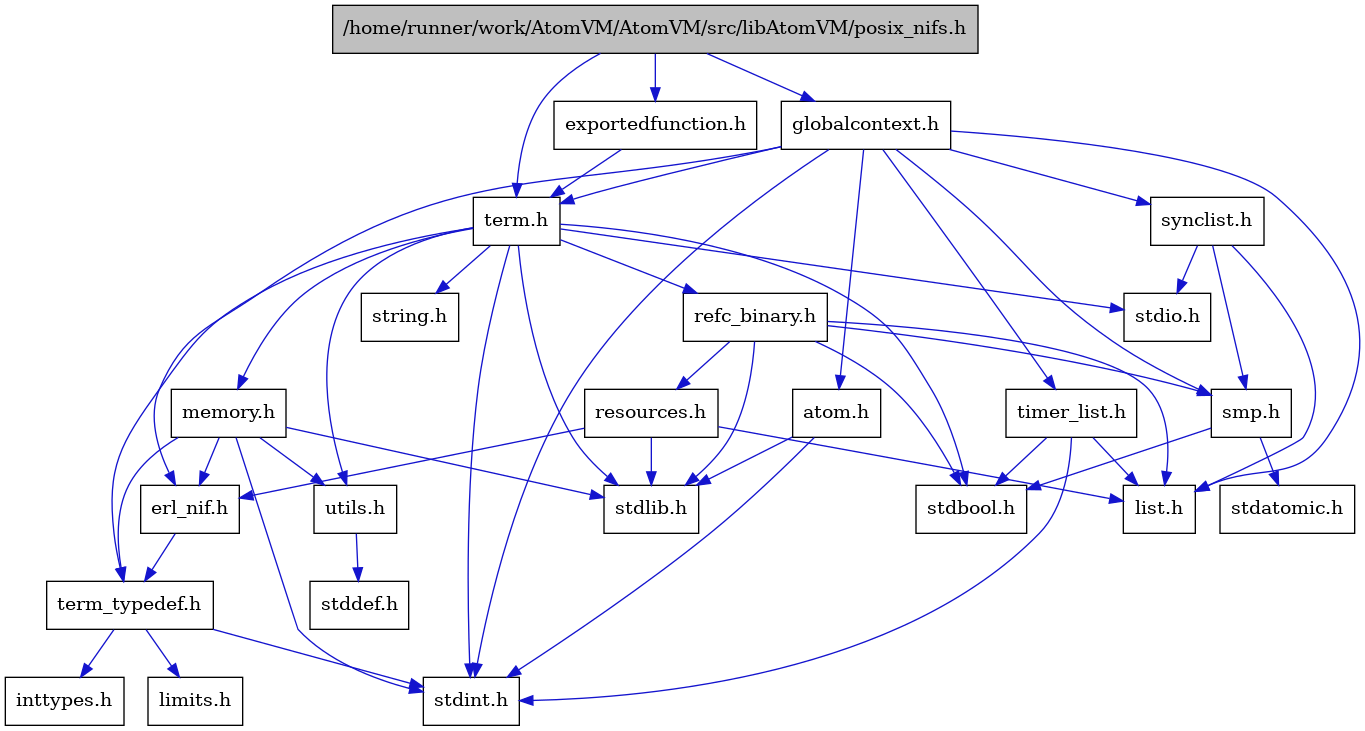 /home/runner/work/AtomVM/AtomVM/src/libAtomVM/posix_nifs.h
exportedfunction.h
globalcontext.h
term.h
synclist.h
string.h
refc_binary.h
stdio.h
memory.h
resources.h
atom.h
timer_list.h
smp.h
erl_nif.h
utils.h
stdlib.h
stdbool.h
list.h
stdatomic.h
term_typedef.h
stddef.h
inttypes.h
limits.h
stdint.h